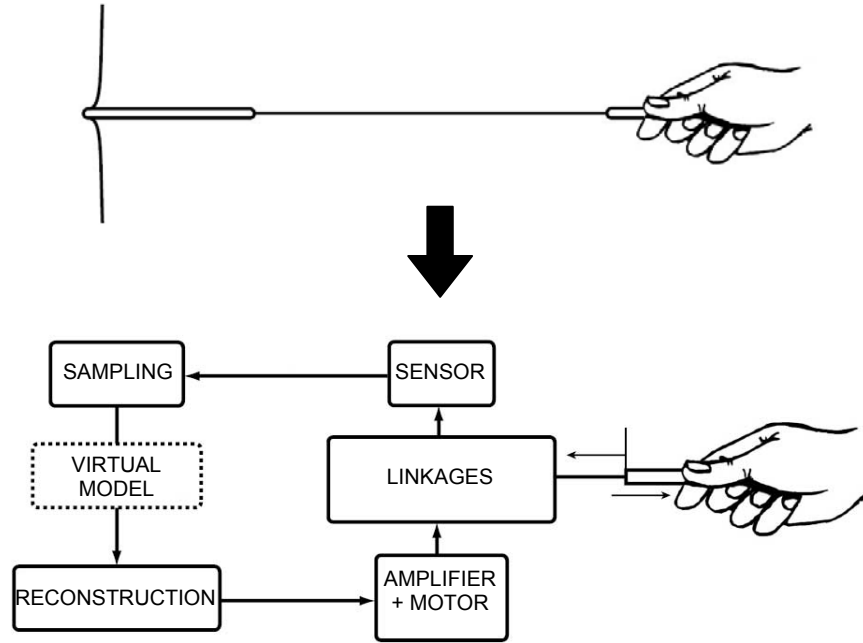 SAMPLING
SENSOR
VIRTUAL
MODEL
LINKAGES
RECONSTRUCTION
AMPLIFIER
+ MOTOR